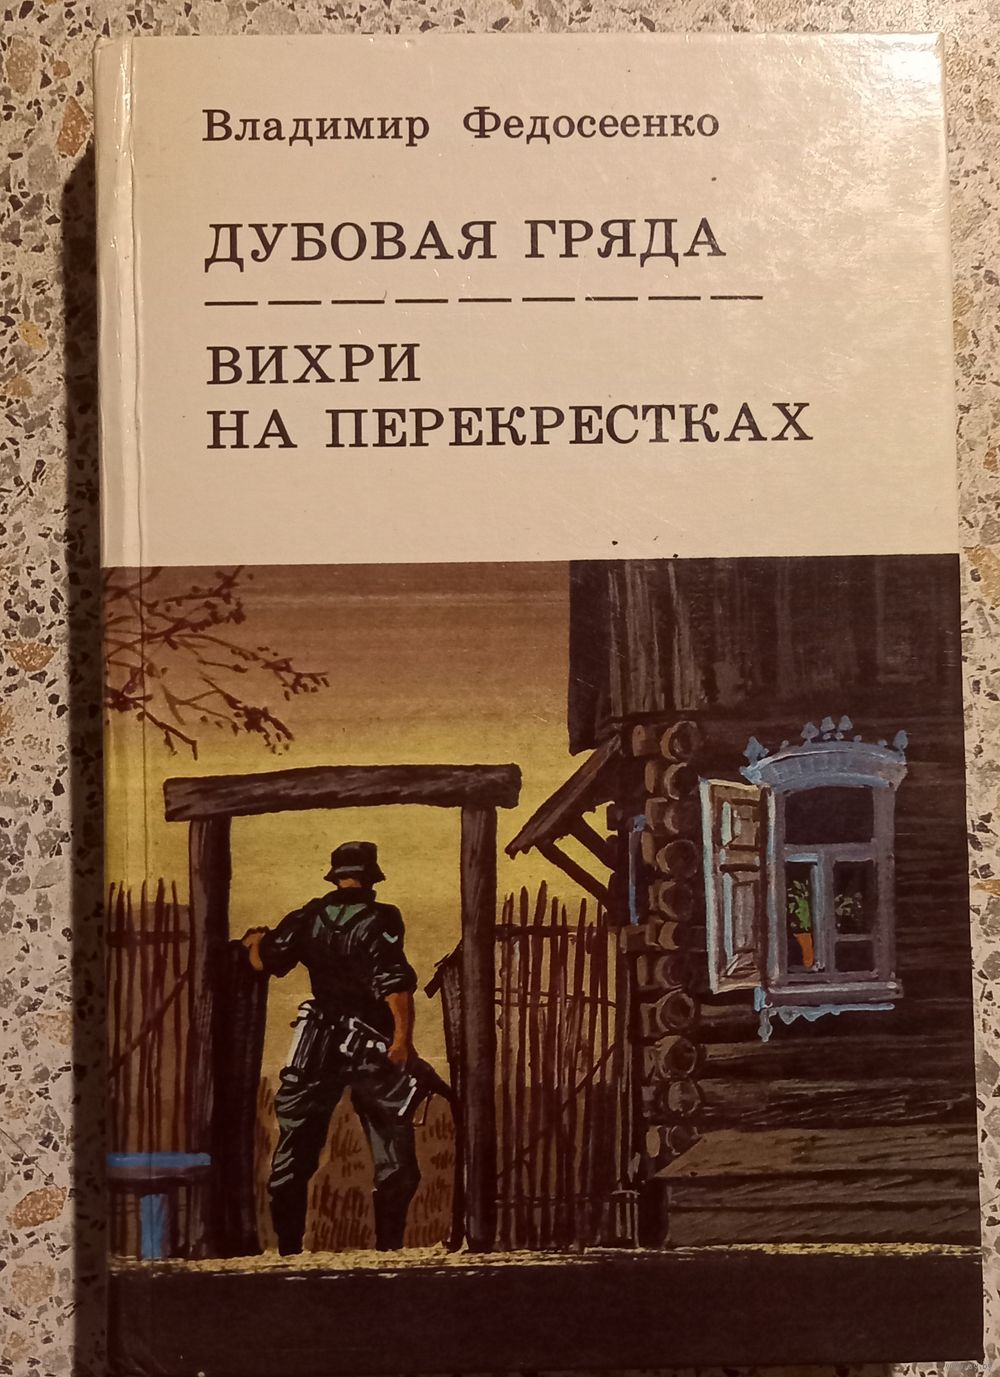 Владимир Федосеенко
ДУБОВАЯ ГРЯДА
ВИХРИ
НА ПЕРЕКРЕСТКАХ